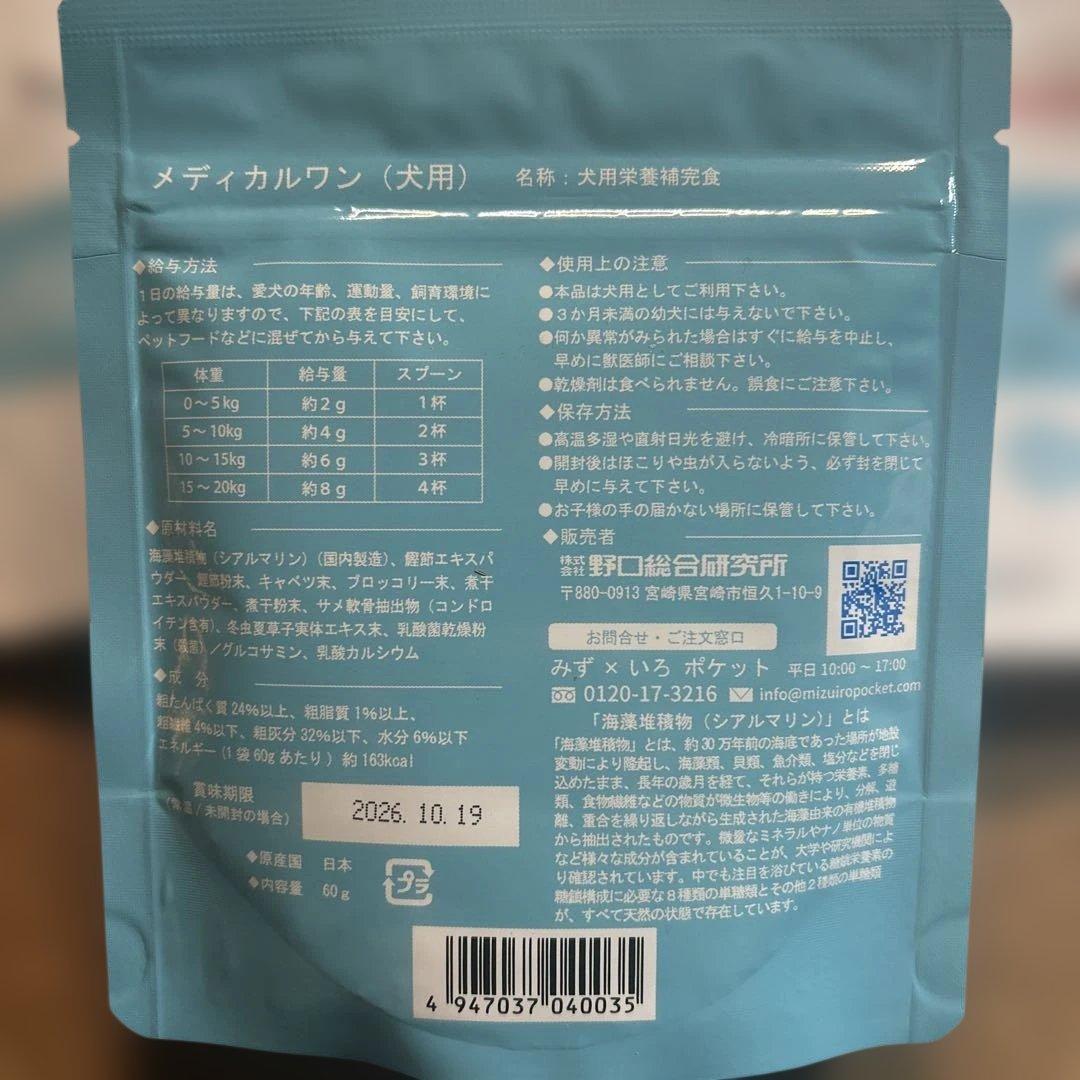 メディカルワン（犬用）　名称：犬用栄養補完食
◆給与方法
1日の給与量は、愛犬の年齢、運動量、飼育環境に
よって異なりますので、下記の表を目安にして、
ペットフードなどに混ぜてから与えて下さい。
体重　給与量　スプーン
0～5kg　約2g　1杯
5～10kg　約4g　2杯
10～15kg　約6g　3杯
15～20kg　約8g　4杯
◆原材料名
海藻堆積物（シアルマリン）（国内製造）、鰹節エキスパ
ウダー、鰹節粉末、キャベツ末、ブロッコリー末、煮干
エキスパウダー、煮干粉末、サメ軟骨抽出物（コンドロ
イチン含有）、冬虫夏草子実体エキス末、乳酸菌乾燥粉
末（殺菌）/グルコサミン、乳酸カルシウム
◆成　分
粗たんぱく質24%以上、粗脂質1%以上、
粗繊維4%以下、粗灰分32%以下、水分6%以下
エネルギー（1袋60gあたり）約163kcal
賞味期限
（常温/未開封の場合）
2026.10.19
◆原産国　日本
◆内容量　60g
プラ
◆使用上の注意
●本品は犬用としてご利用下さい。
●3か月未満の幼犬には与えないで下さい。
●何か異常がみられた場合はすぐに給与を中止し、
早めに獣医師にご相談下さい。
●乾燥剤は食べられません。誤食にご注意下さい。
◆保存方法
●高温多湿や直射日光を避け、冷暗所に保管して下さい。
●開封後はほこりや虫が入らないよう、必ず封を閉じて
早めに与えて下さい。
●お子様の手の届かない場所に保管して下さい。
◆販売者
株式会社 野口総合研究所
〒880-0913 宮崎県宮崎市恒久1-10-9
お問合せ・ご注文窓口
みず×いろ ポケット　平日10:00～17:00
0120-17-3216　info@mizuiropocket.com
「海藻堆積物（シアルマリン）」とは
「海藻堆積物」とは、約30万年前の海底であった場所が地殻
変動により隆起し、海藻類、貝類、魚介類、塩分などを閉じ
込めたまま、長年の歳月を経て、それらが持つ栄養素、多糖
類、食物繊維などの物質が微生物等の働きにより、分解、遊
離、重合を繰り返しながら生成された海藻由来の有機堆積物
から抽出されたものです。微量なミネラルやナノ単位の物質
など様々な成分が含まれていることが、大学や研究機関によ
り確認されています。中でも注目を浴びている糖鎖栄養素の
糖鎖構成に必要な8種類の単糖類とその他2種類の単糖類
が、すべて天然の状態で存在しています。
4 947037 040035